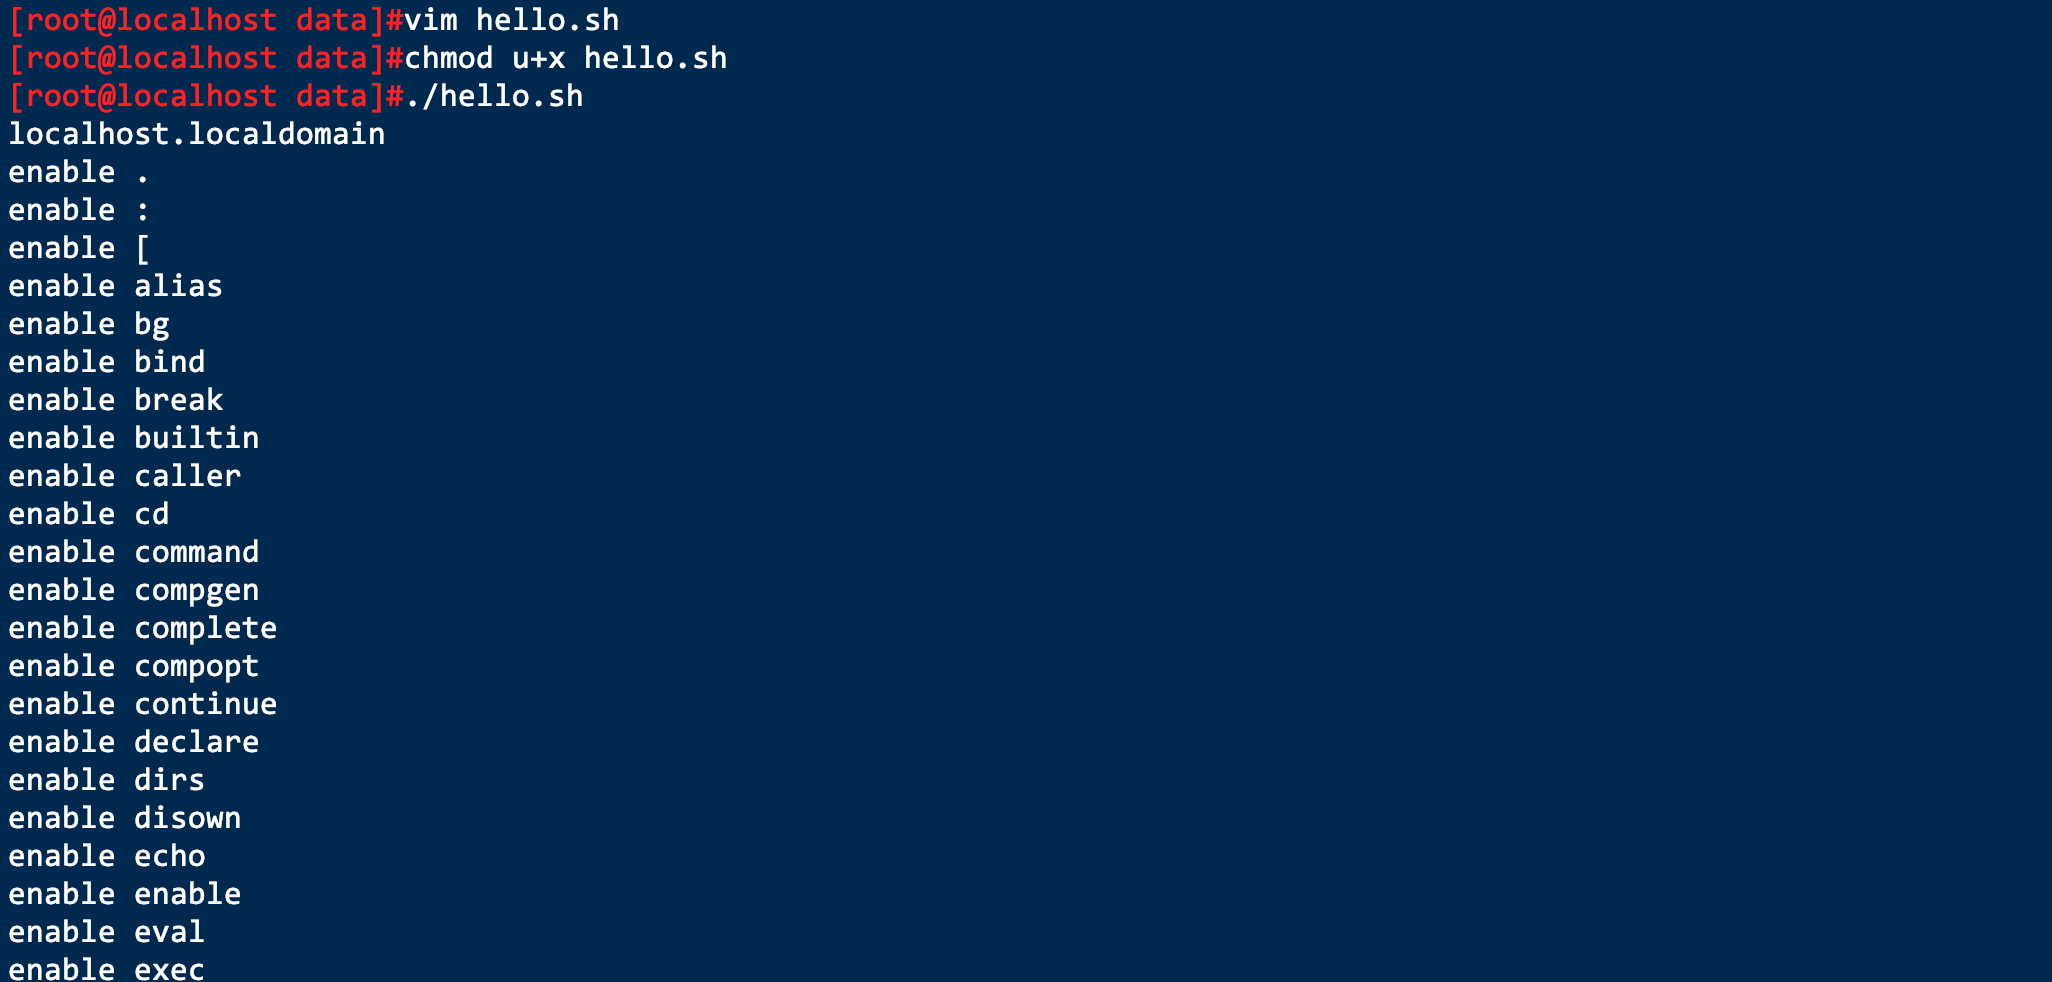 [root@localhost data]#vim hello.sh
[root@localhost data]#chmod u+x hello.sh
[root@localhost data]#./hello.sh
localhost.localdomain
enable .
enable :
enable [
enable alias
enable bg
enable bind
enable break
enable builtin
enable caller
enable cd
enable command
enable compgen
enable complete
enable compopt
enable continue
enable declare
enable dirs
enable disown
enable echo
enable enable
enable eval
enable exec